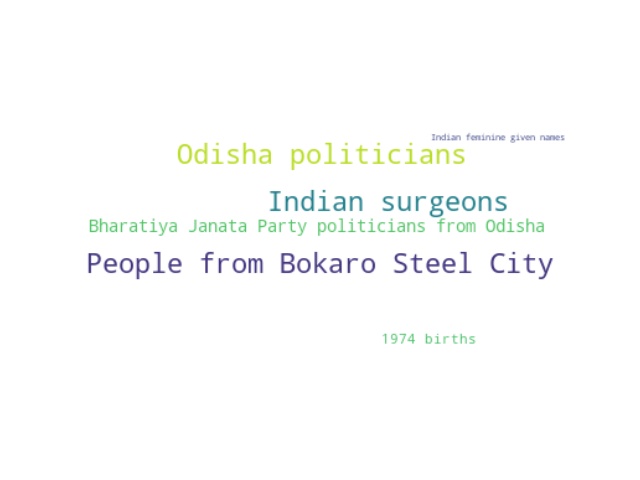 Indian feminine given names
Odisha politicians
Indian surgeons
Bharatiya Janata Party politicians from Odisha
People from Bokaro Steel City
1974 births